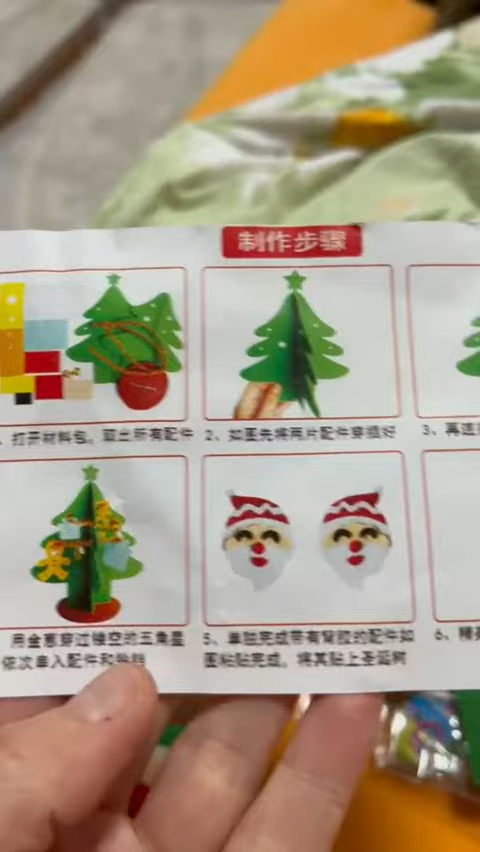 制作步骤
、打开材料包，取出所有配件
2、如图先将两片配件穿插好
3、再
用金葱穿过镂空的五角星
依次串入配件和铃铛
5、单独完成带有背胶的配件如
图粘贴完成，将其贴上圣诞树
6、